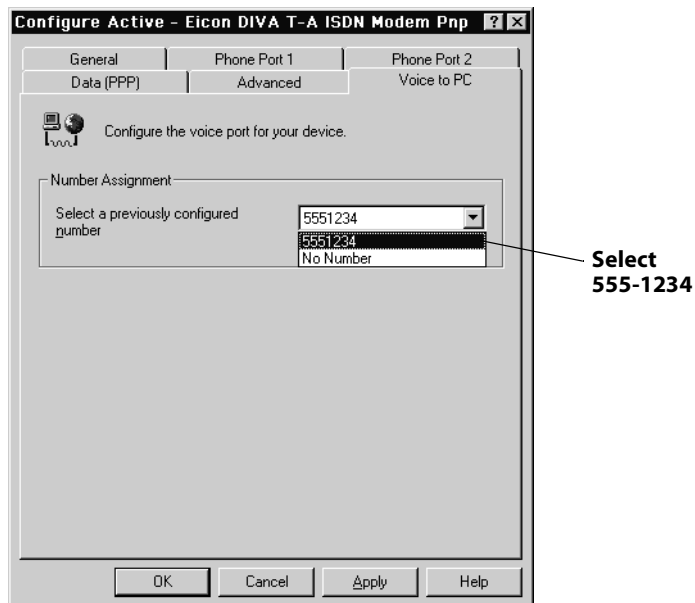 Configure Active - Eicon DIVA T-A ISDN Modem Pnp
General Phone Port 1 Phone Port 2
Data (PPP) Advanced Voice to PC
Configure the voice port for your device.
Number Assignment
Select a previously configured
number
5551234
5551234
No Number
Select
555-1234
OK Cancel Apply Help